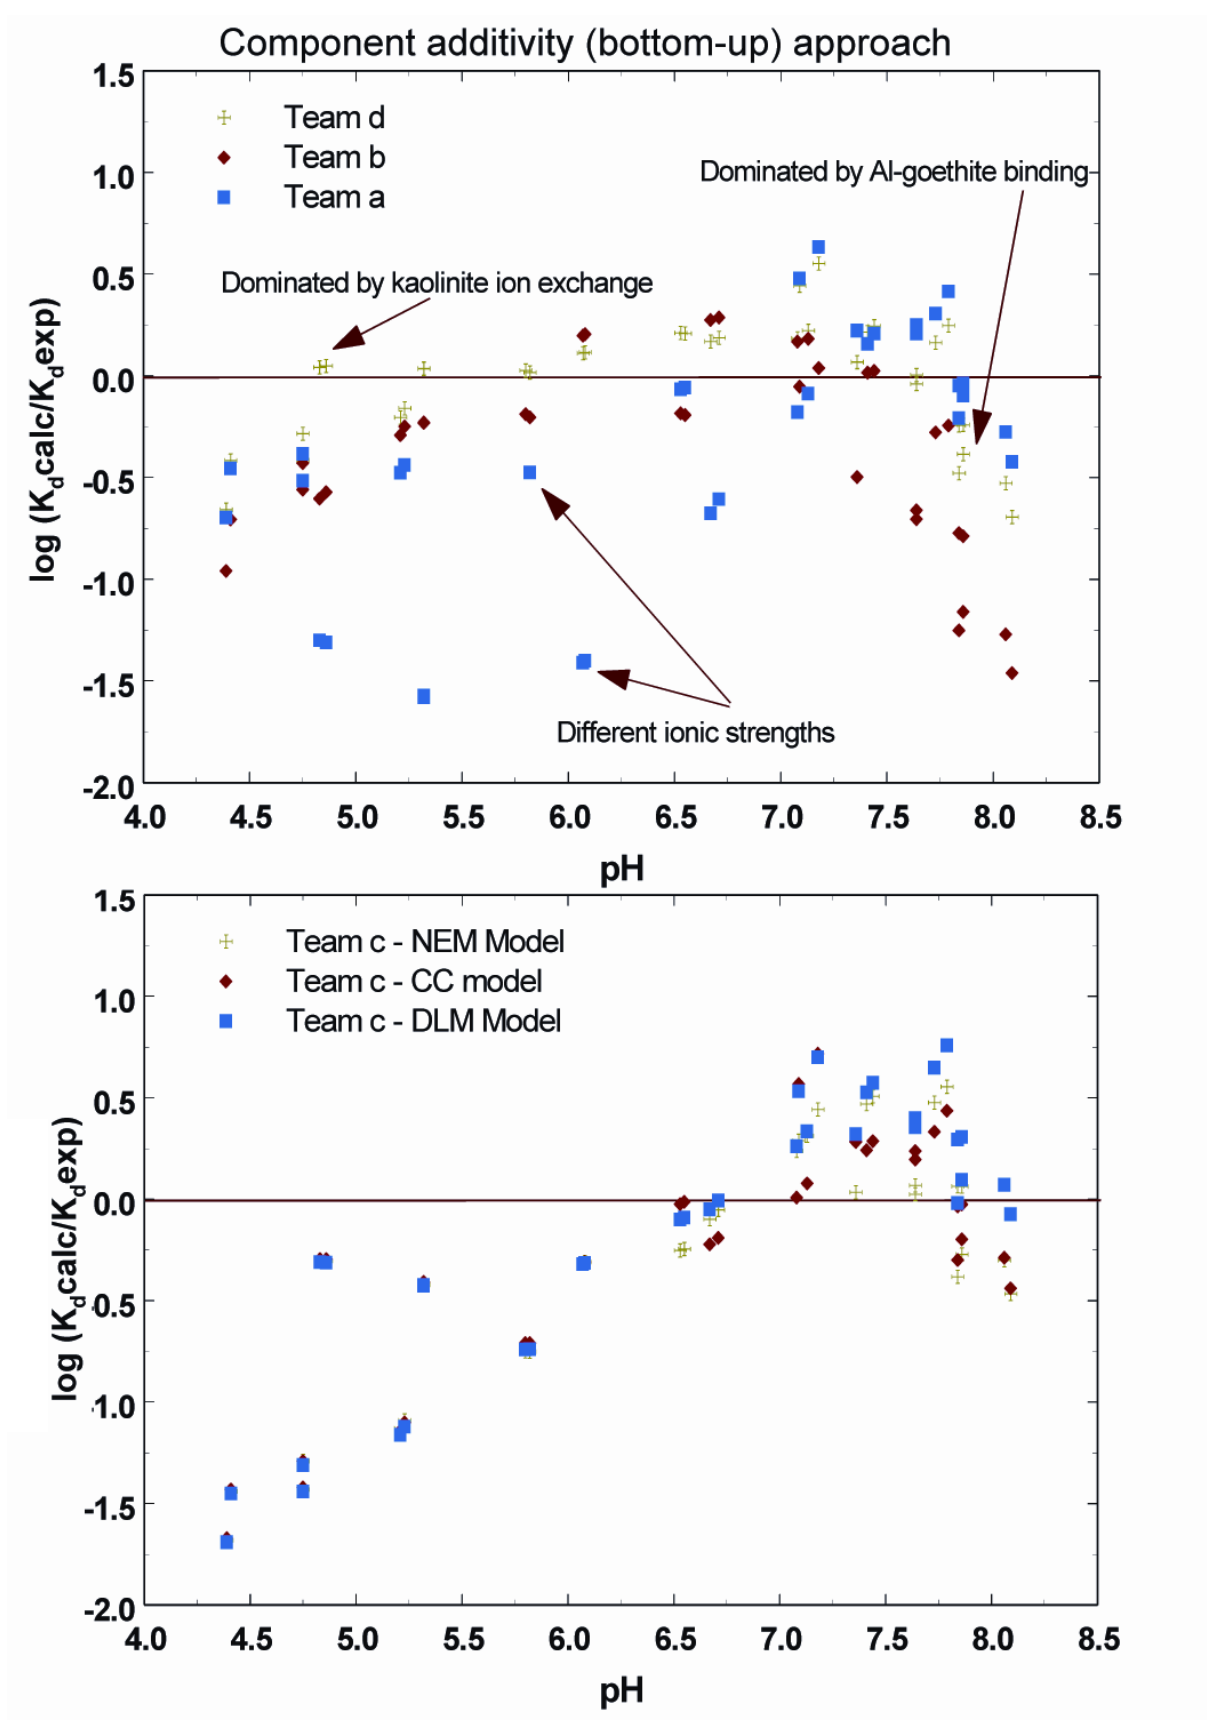 Component additivity (bottom-up) approach
1.5
1.0
0.5
0.0
-0.5
-1.0
-1.5
-2.0
Team d
Team b
Team a
Dominated by Al-goethite binding
Dominated by kaolinite ion exchange
Different ionic strengths
log (Kdcalc/Kdexp)
4.0 4.5 5.0 5.5 6.0 6.5 7.0 7.5 8.0 8.5
pH
1.5
1.0
0.5
0.0
-0.5
-1.0
-1.5
-2.0
Team c - NEM Model
Team c - CC model
Team c - DLM Model
log (Kdcalc/Kdexp)
4.0 4.5 5.0 5.5 6.0 6.5 7.0 7.5 8.0 8.5
pH